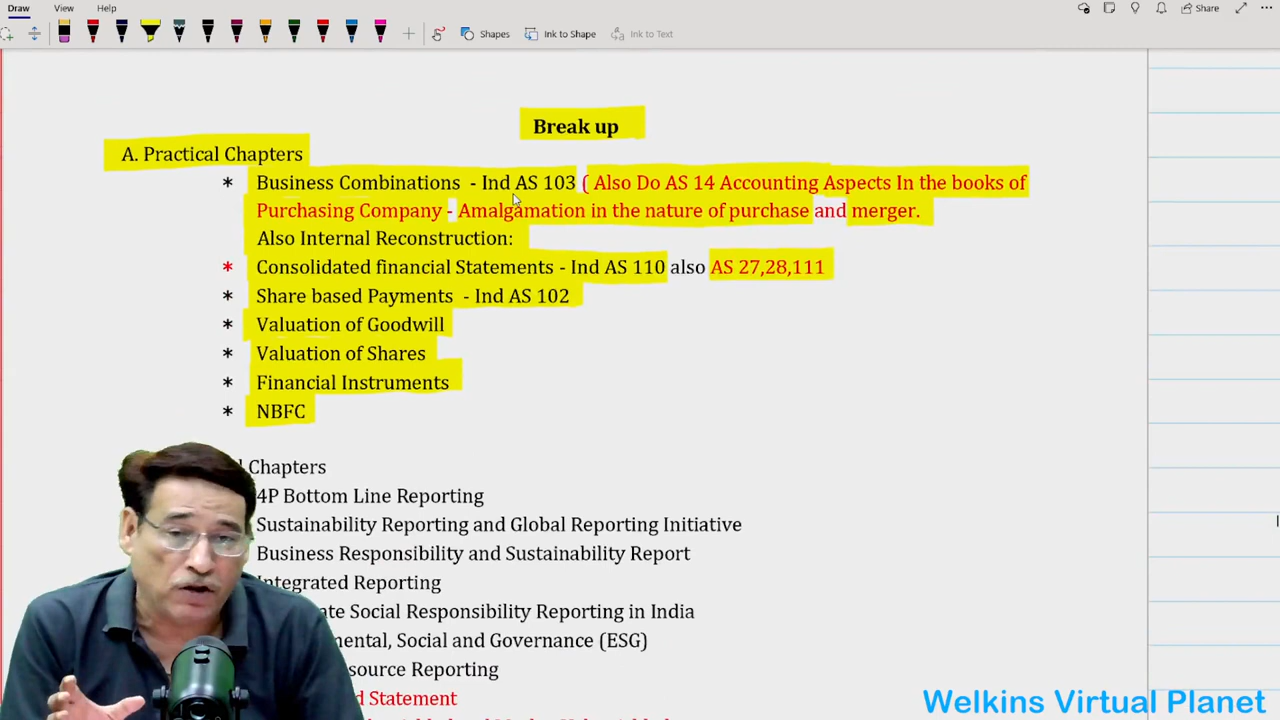 Draw View Help
Share
Shapes Ink to Shape Ink to Text
Break up
A. Practical Chapters
* Business Combinations - Ind AS 103 ( Also Do AS 14 Accounting Aspects In the books of
Purchasing Company - Amalgamation in the nature of purchase and merger.
Also Internal Reconstruction:
* Consolidated financial Statements - Ind AS 110 also AS 27,28,111
* Share based Payments - Ind AS 102
* Valuation of Goodwill
* Valuation of Shares
* Financial Instruments
* NBFC
Chapters
4P Bottom Line Reporting
Sustainability Reporting and Global Reporting Initiative
Business Responsibility and Sustainability Report
Integrated Reporting
Social Responsibility Reporting in India
Social and Governance (ESG)
Reporting
Statement
Welkins Virtual Planet